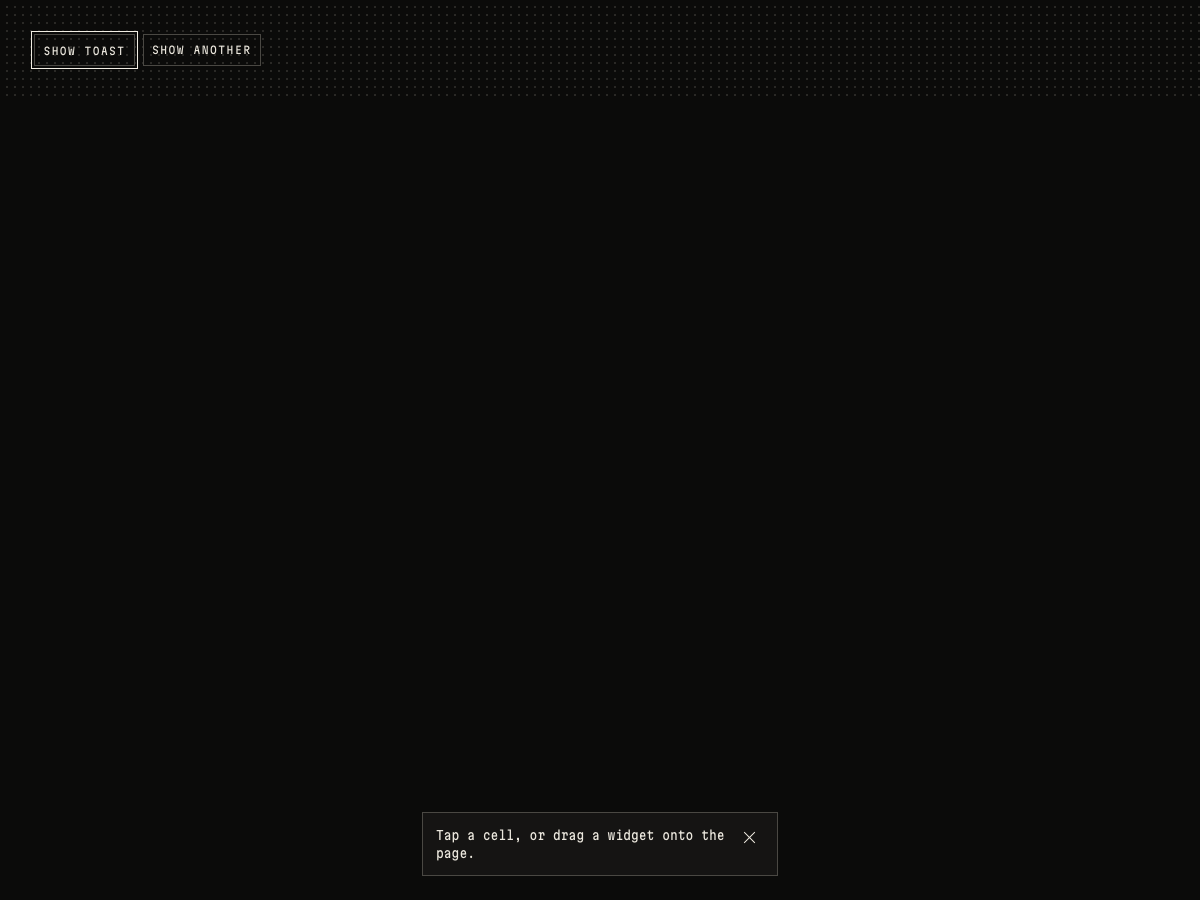 SHOW TOAST
SHOW ANOTHER
Tap a cell, or drag a widget onto the
page.